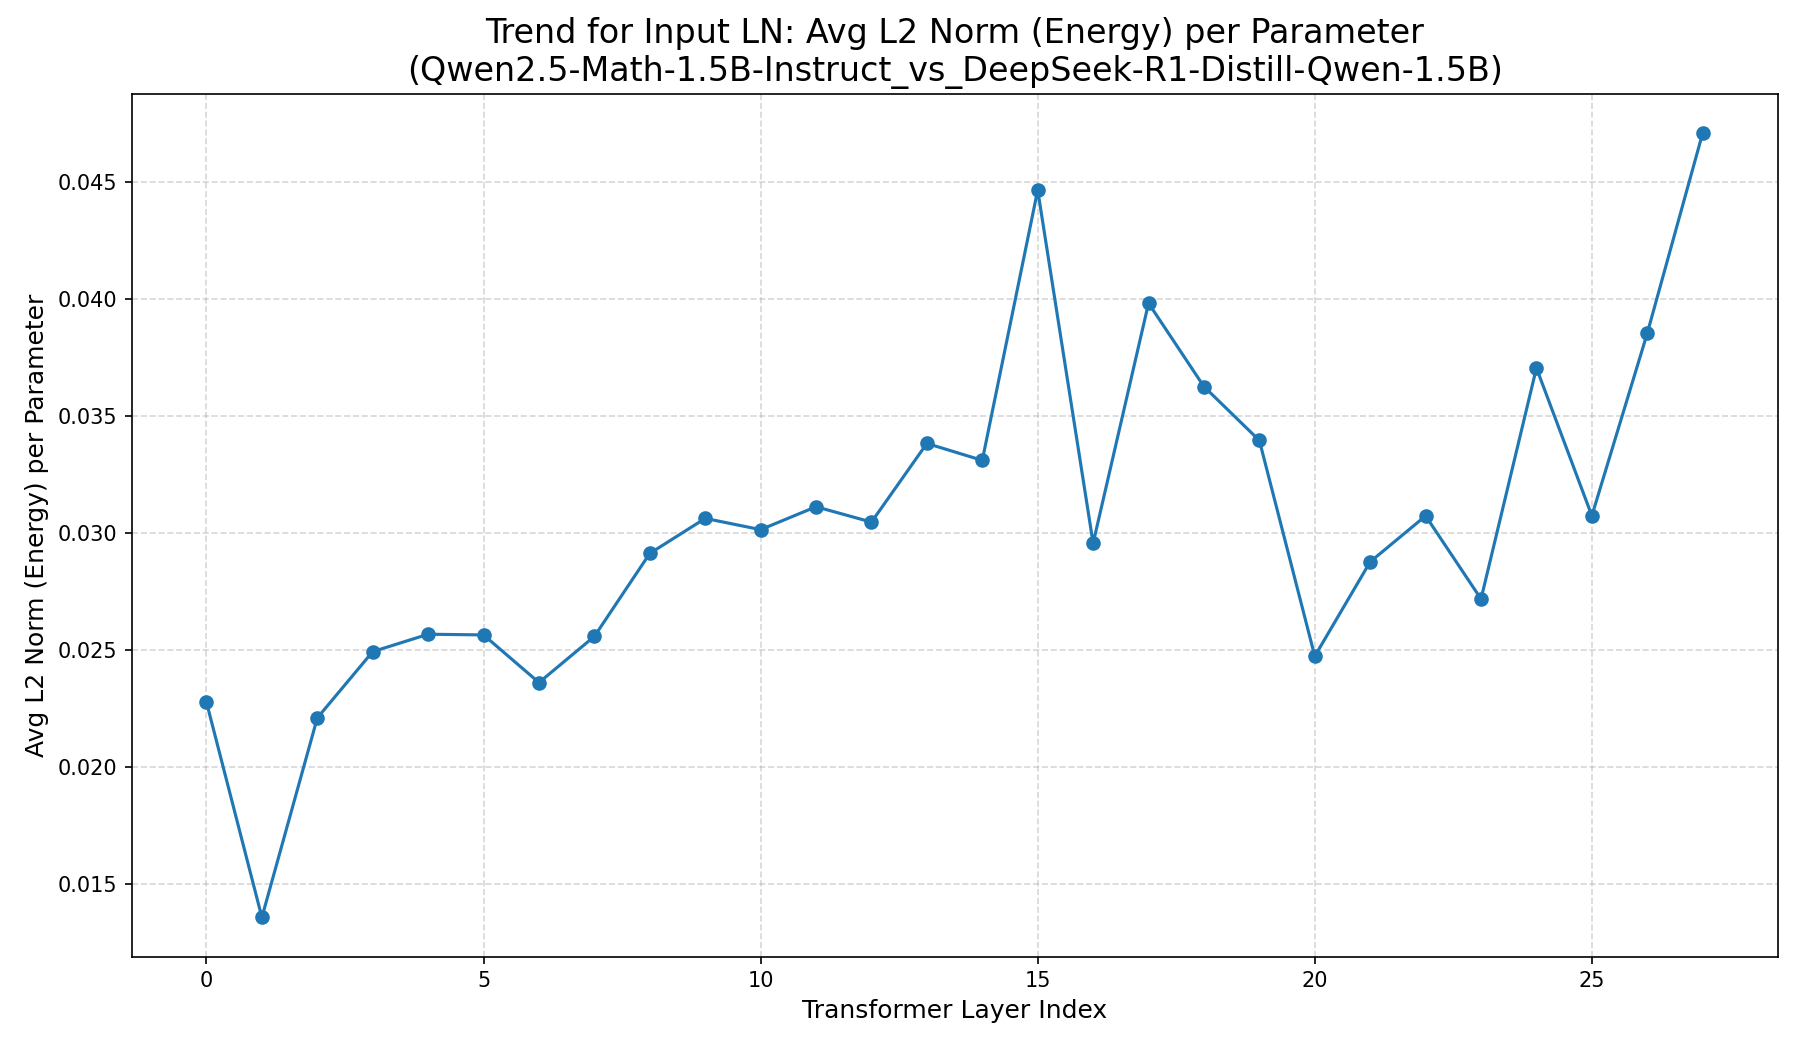 Trend for Input LN: Avg L2 Norm (Energy) per Parameter
(Qwen2.5-Math-1.5B-Instruct_vs_DeepSeek-R1-Distill-Qwen-1.5B)
Avg L2 Norm (Energy) per Parameter
0.045
0.040
0.035
0.030
0.025
0.020
0.015
0 5 10 15 20 25
Transformer Layer Index